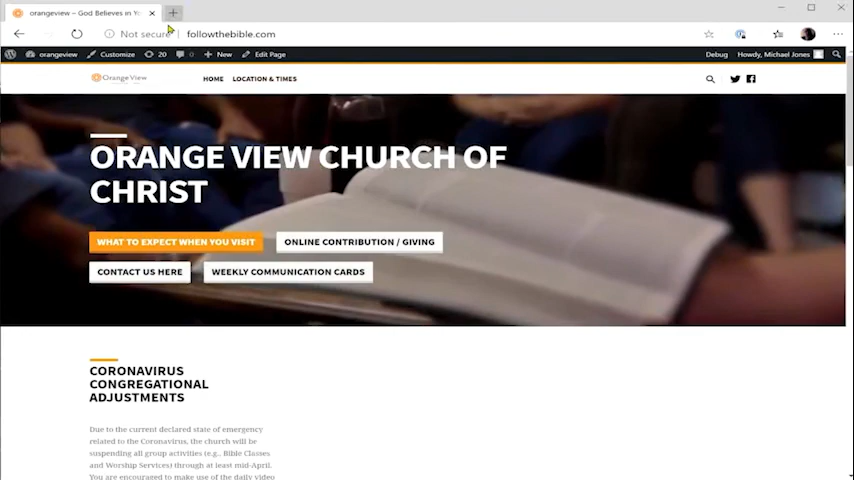 orangeview – God Believes in Yo
Not secure followthebible.com
orangeview Customize 20 0 New Edit Page Debug Howdy, Michael Jones
Orange View HOME LOCATION & TIMES
ORANGE VIEW CHURCH OF
CHRIST
WHAT TO EXPECT WHEN YOU VISIT ONLINE CONTRIBUTION / GIVING
CONTACT US HERE WEEKLY COMMUNICATION CARDS
CORONAVIRUS
CONGREGATIONAL
ADJUSTMENTS
Due to the current declared state of emergency
related to the Coronavirus, the church will be
suspending all group activities (e.g., Bible Classes
and Worship Services) through at least mid-April.
You are encouraged to make use of the daily video